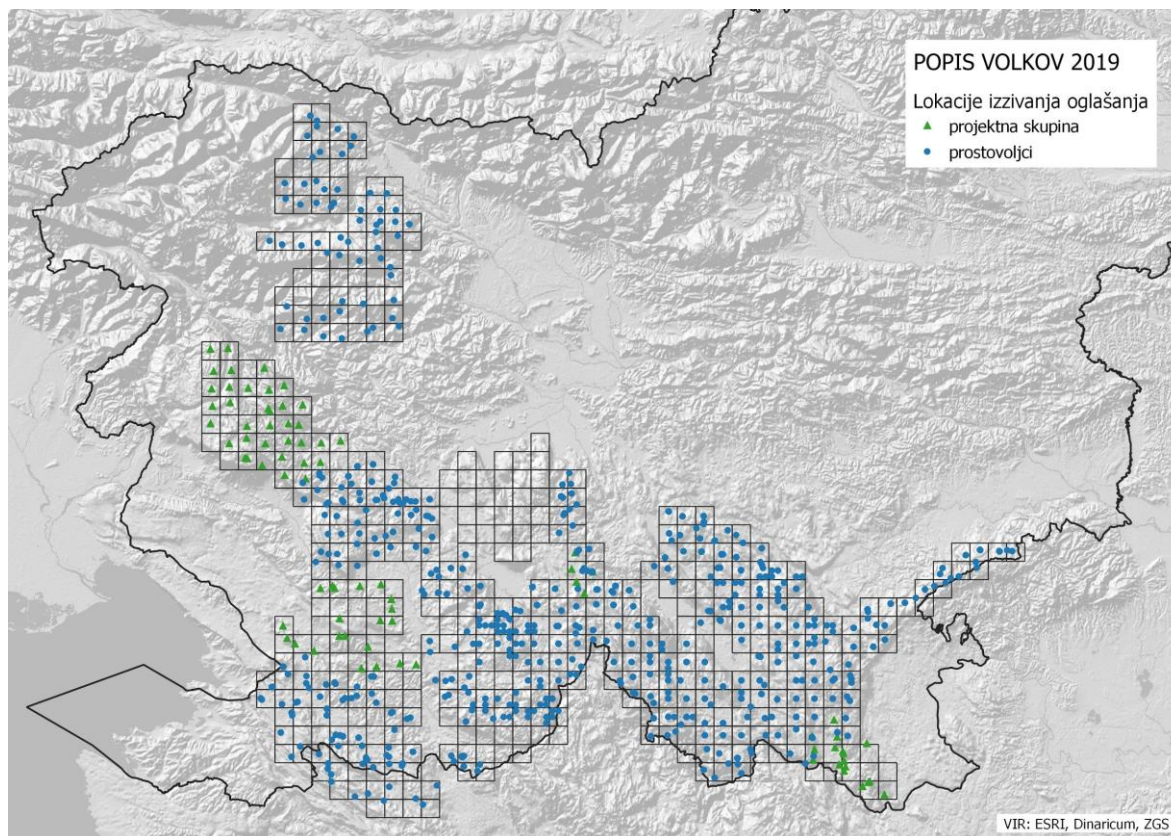 POPIS VOLKOV 2019
Lokacije izzivanja oglašanja
projektna skupina
prostovoljci
VIR: ESRI, Dinaricum, ZGS